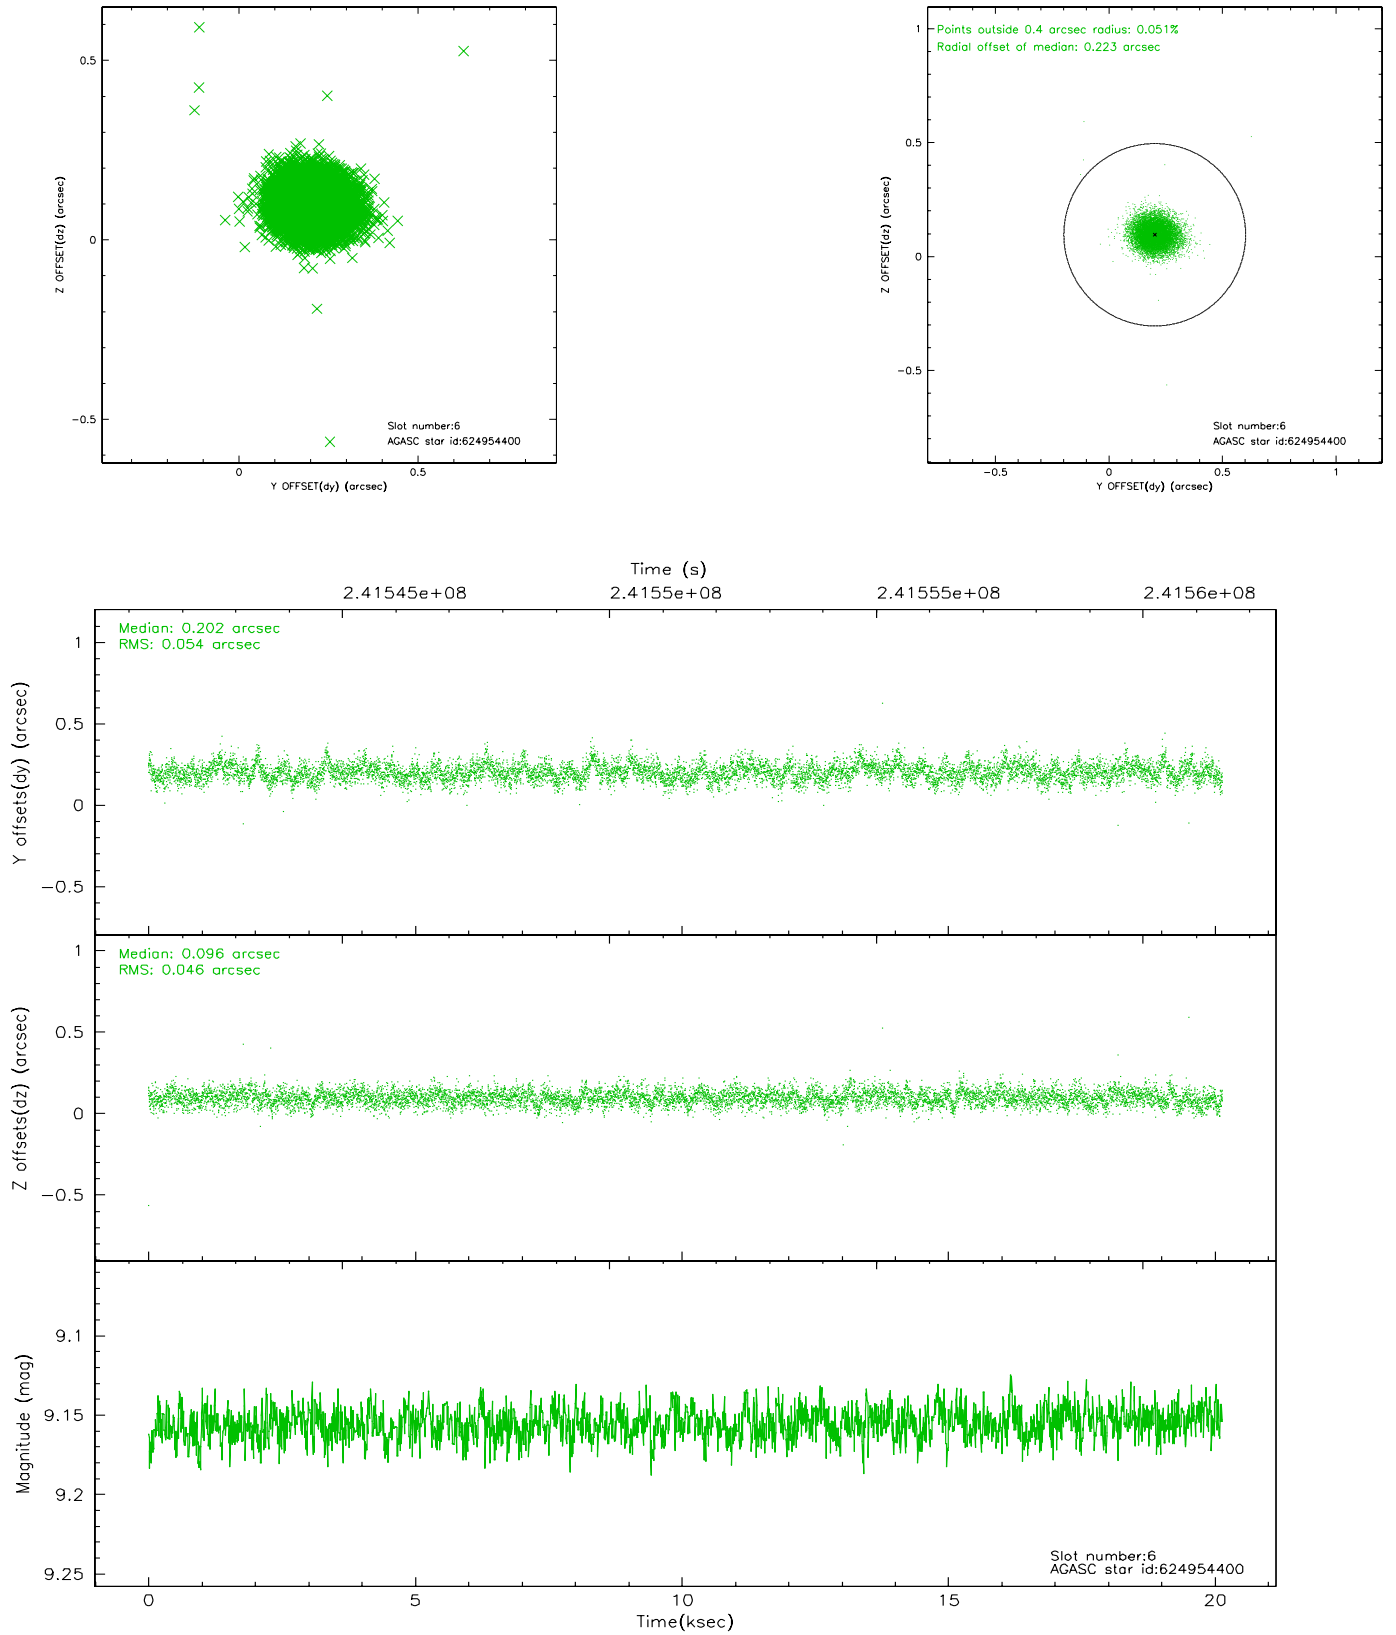 0.5
0
−0.5
Z OFFSET(dz) (arcsec)
Slot number:6
AGASC star id:624954400
0
0.5
Y OFFSET(dy) (arcsec)
Points outside 0.4 arcsec radius: 0.051%
Radial offset of median: 0.223 arcsec
1
0.5
0
−0.5
Z OFFSET(dz) (arcsec)
Slot number:6
AGASC star id:624954400
−0.5
0
0.5
1
Y OFFSET(dy) (arcsec)
Time (s)
2.41545e+08
2.4155e+08
2.41555e+08
2.4156e+08
Median: 0.202 arcsec
RMS: 0.054 arcsec
1
0.5
0
−0.5
Y offsets(dy) (arcsec)
Median: 0.096 arcsec
RMS: 0.046 arcsec
1
0.5
0
−0.5
Z offsets(dz) (arcsec)
9.1
9.15
9.2
9.25
Magnitude (mag)
Slot number:6
AGASC star id:624954400
0
5
10
15
20
Time(ksec)